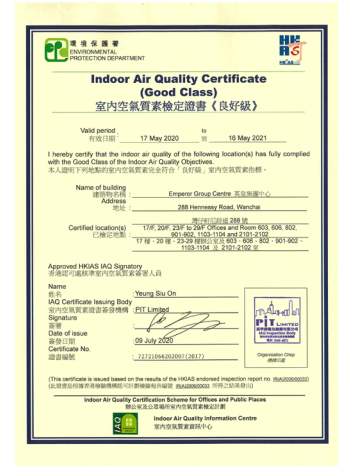 環境保護署
ENVIRONMENTAL
PROTECTION DEPARTMENT
HKAS
Indoor Air Quality Certificate
(Good Class)
室內空氣質素檢定證書《良好級》
Valid period : 17 May 2020 to 16 May 2021
有效日期 到
I hereby certify that the indoor air quality of the following location(s) has fully complied
with the Good Class of the Indoor Air Quality Objectives.
本人證明下列地點的室內空氣質素完全符合「良好級」室內空氣質素指標。
Name of building
建築物名稱 : Emperor Group Centre 英皇集團中心
Address
地址 : 288 Hennessy Road, Wanchai
灣仔軒尼詩道 288 號
Certified location(s) 17/F, 20/F, 23/F to 29/F Offices and Room 603, 606, 802,
已檢定地點 : 901-902, 1103-1104 and 2101-2102
17 樓、20 樓、23-29 樓辦公室及 603、606、802、901-902、
1103-1104 及 2101-2102 室
Approved HKIAS IAQ Signatory
香港認可處核準室內空氣質素簽署人員
Name
姓名 : Yeung Siu On
IAQ Certificate Issuing Body
室內空氣質素證書簽發機構 : PIT Limited
Signature
簽署 :
Date of issue
簽發日期 : 09 July 2020
Certificate No.
證書編號 : 72721066202007(2017)
PIT LIMITED
IAQ Inspection Body
Organisation Chop
機構印鑑
(This certificate is issued based on the results of the HKIAS endorsed inspection report no. IR(A)2006/00033)
Indoor Air Quality Certification Scheme for Offices and Public Places
辦公室及公眾場所室內空氣質素檢定計劃
IAQ
Indoor Air Quality Information Centre
室內空氣質素資訊中心